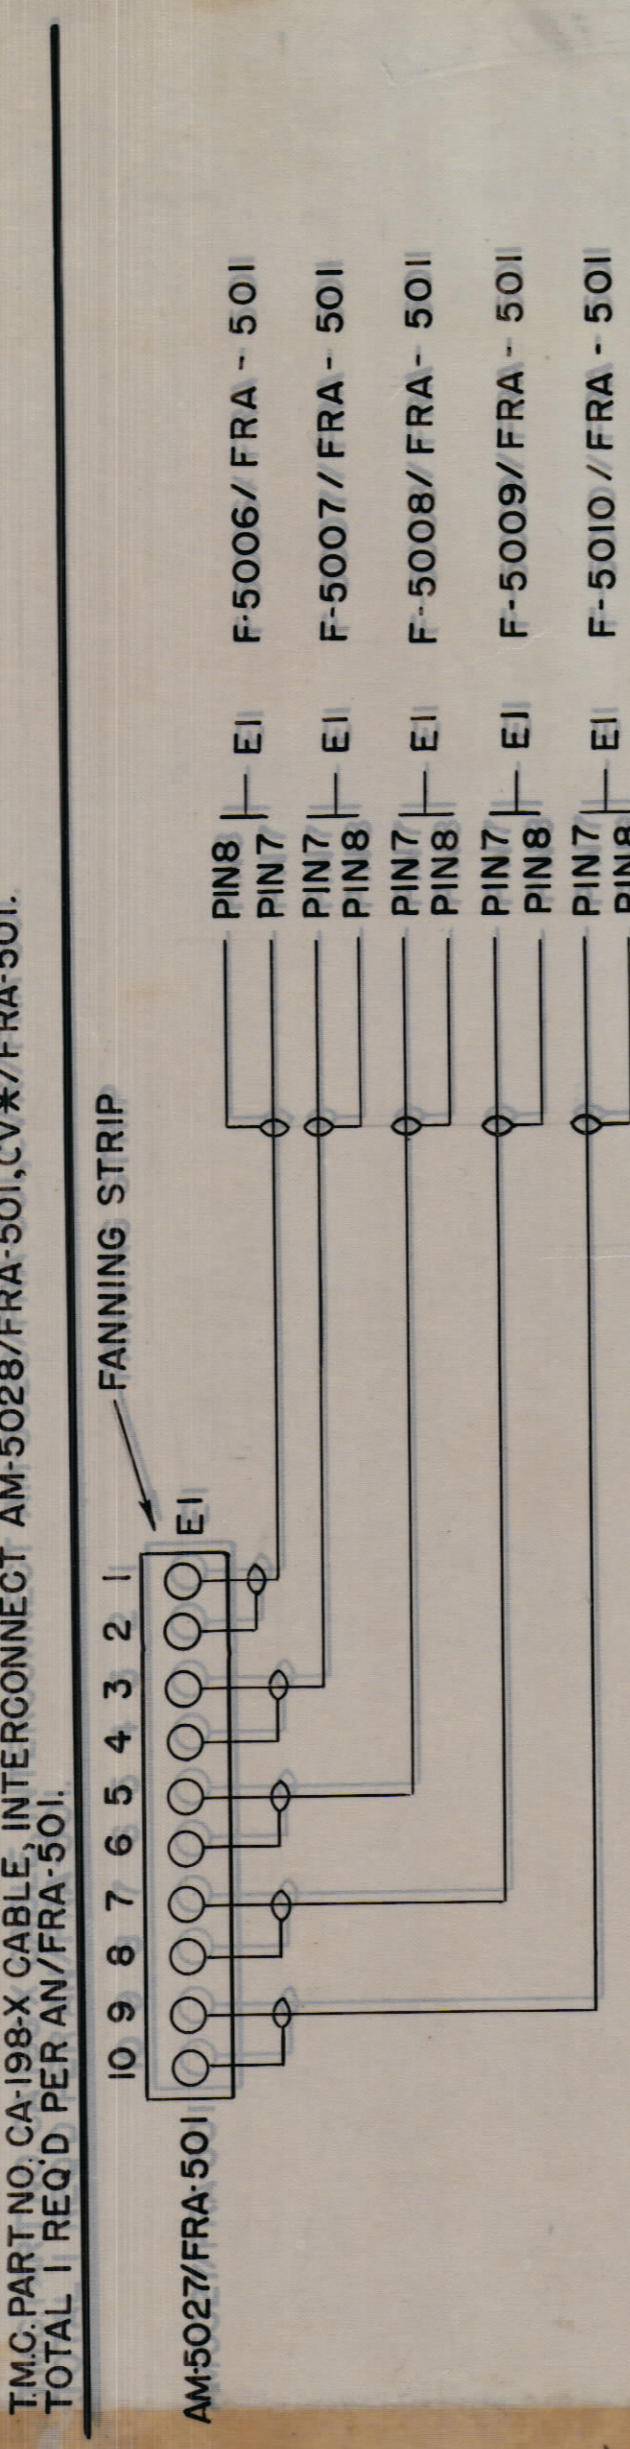 T.M.C. PART NO. CA-198-X CABLE, INTERCONNECT AM-5028/FRA-501, CV*/FRA-501.
TOTAL 1 REQ'D PER AN/FRA-501.
FANNING STRIP
10 9 8 7 6 5 4 3 2 1
AM-5027/FRA-501
E1
PIN8
PIN7
E1 F-5006/FRA-501
PIN7
PIN8
E1 F-5007/FRA-501
PIN7
PIN8
E1 F-5008/FRA-501
PIN7
PIN8
E1 F-5009/FRA-501
PIN7
PIN8
E1 F-5010/FRA-501